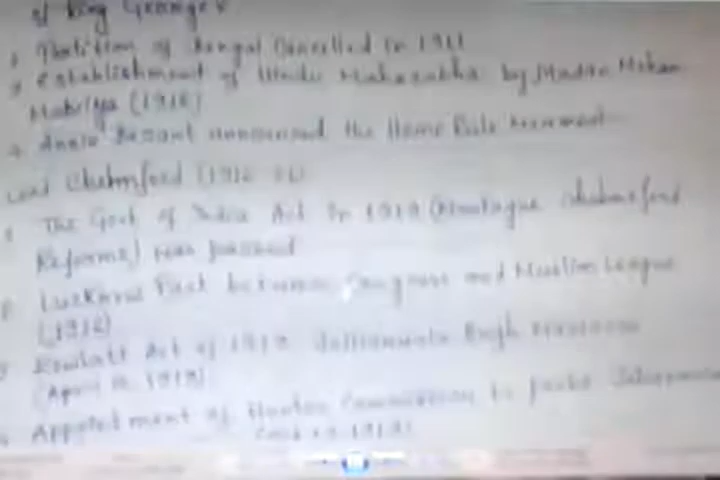 of King George V
Partition of Bengal Cancelled in 1911
Establishment of Hindu Mahasabha by Madan Mohan
Malviya (1916)
Annie Besant announced the Home Rule Movement
Lord Chelmsford (1916-21)
The Govt of India Act in 1919 (Montague Chelmsford
Reforms) was passed
Lucknow Pact between Congress and Muslim League
(1916)
Rowlatt Act of 1919 Jallianwala Bagh Massacre
(April 13, 1919)
Appointment of Hunter Commission to